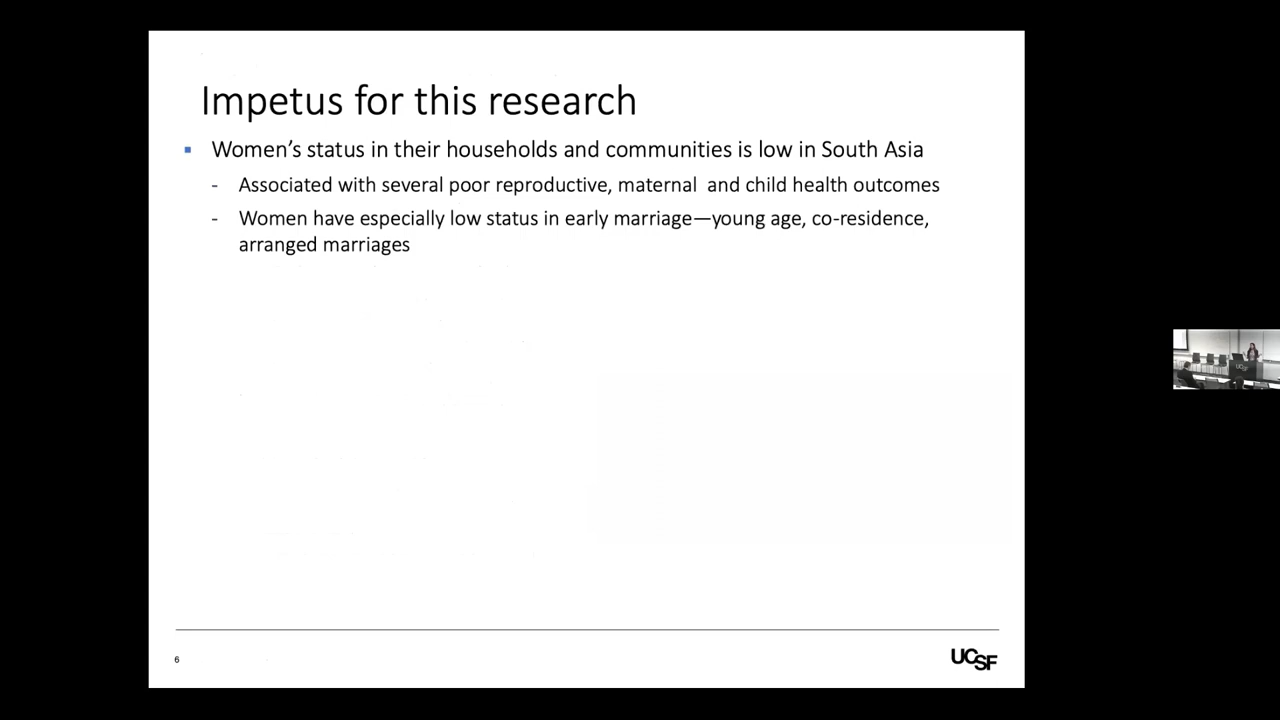 Impetus for this research
▪ Women’s status in their households and communities is low in South Asia
- Associated with several poor reproductive, maternal  and child health outcomes
- Women have especially low status in early marriage—young age, co-residence,
arranged marriages
6
UCSF
UCSF